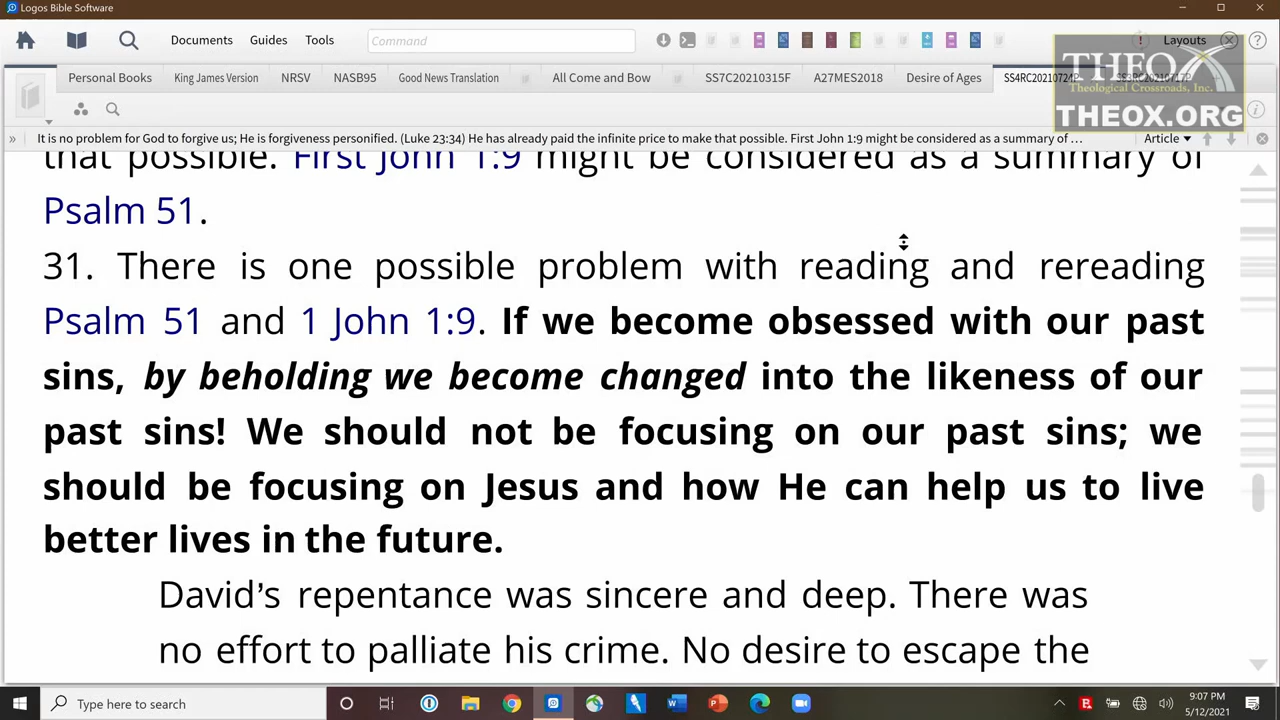 Logos Bible Software
Documents Guides Tools Command Layouts
Personal Books King James Version NRSV NASB95 Good News Translation All Come and Bow SS7C20210315F A27MES2018 Desire of Ages SS4RC20210724P
THEOX
Theological Crossroads, Inc.
THEOX.ORG
» It is no problem for God to forgive us; He is forgiveness personified. (Luke 23:34) He has already paid the infinite price to make that possible. First John 1:9 might be considered as a summary of … Article
that possible. First John 1:9 might be considered as a summary of
Psalm 51.
31. There is one possible problem with reading and rereading
Psalm 51 and 1 John 1:9. If we become obsessed with our past
sins, by beholding we become changed into the likeness of our
past sins! We should not be focusing on our past sins; we
should be focusing on Jesus and how He can help us to live
better lives in the future.
David’s repentance was sincere and deep. There was
no effort to palliate his crime. No desire to escape the
Type here to search
9:07 PM
5/12/2021